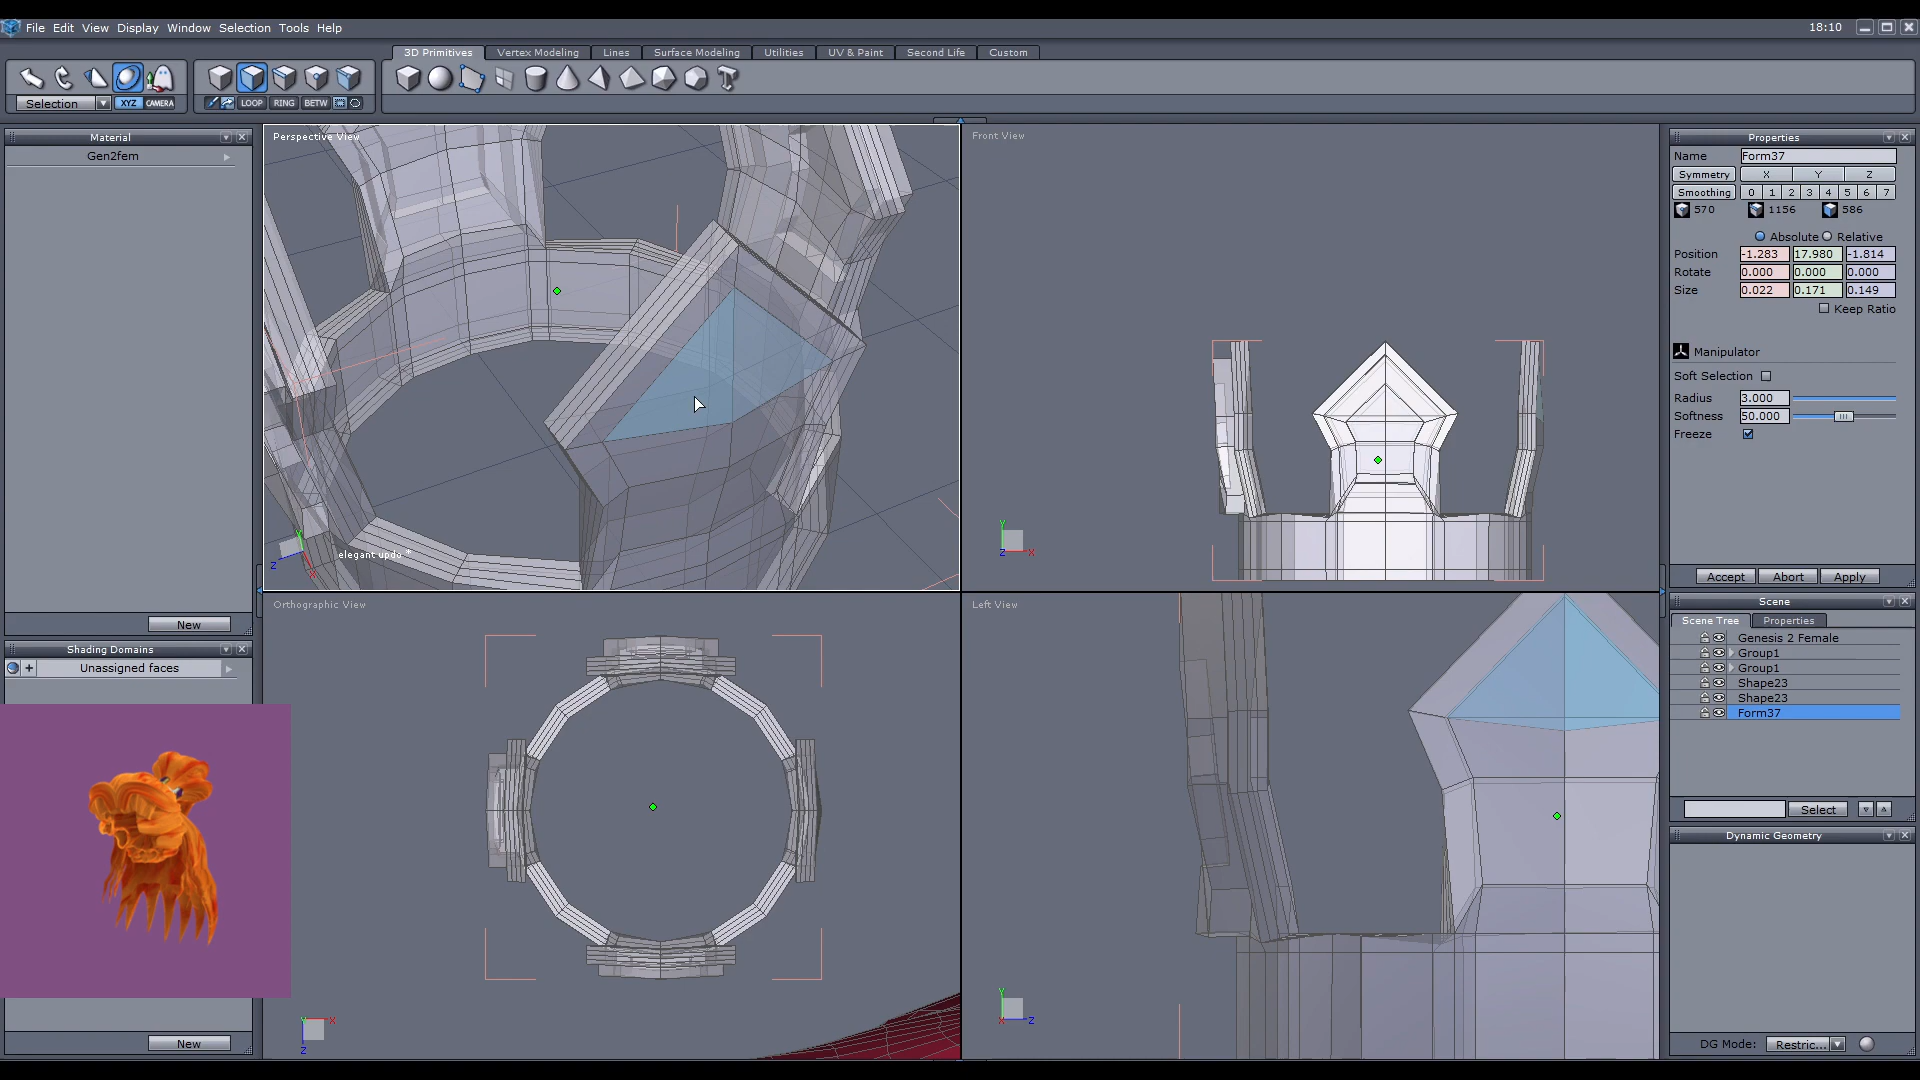 File Edit View Display Window Selection Tools Help
18:10
3D Primitives Vertex Modeling Lines Surface Modeling Utilities UV & Paint Second Life Custom
Selection XYZ CAMERA LOOP RING BETW
Material
Gen2fem
New
Shading Domains
Unassigned faces
New
Perspective View
elegant updo *
Z Y X
Front View
Y Z X
Orthographic View
Y X Z
Left View
Y X Z
Properties
Name Form37
Symmetry X Y Z
Smoothing 0 1 2 3 4 5 6 7
570 1156 586
Absolute Relative
Position -1.283 17.980 -1.814
Rotate 0.000 0.000 0.000
Size 0.022 0.171 0.149
Keep Ratio
Manipulator
Soft Selection
Radius 3.000
Softness 50.000
Freeze
Accept Abort Apply
Scene
Scene Tree Properties
Genesis 2 Female
Group1
Group1
Shape23
Shape23
Form37
Select
Dynamic Geometry
DG Mode: Restric...